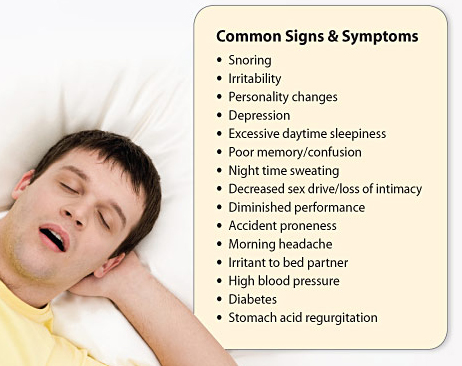 Common Signs & Symptoms
• Snoring
• Irritability
• Personality changes
• Depression
• Excessive daytime sleepiness
• Poor memory/confusion
• Night time sweating
• Decreased sex drive/loss of intimacy
• Diminished performance
• Accident proneness
• Morning headache
• Irritant to bed partner
• High blood pressure
• Diabetes
• Stomach acid regurgitation